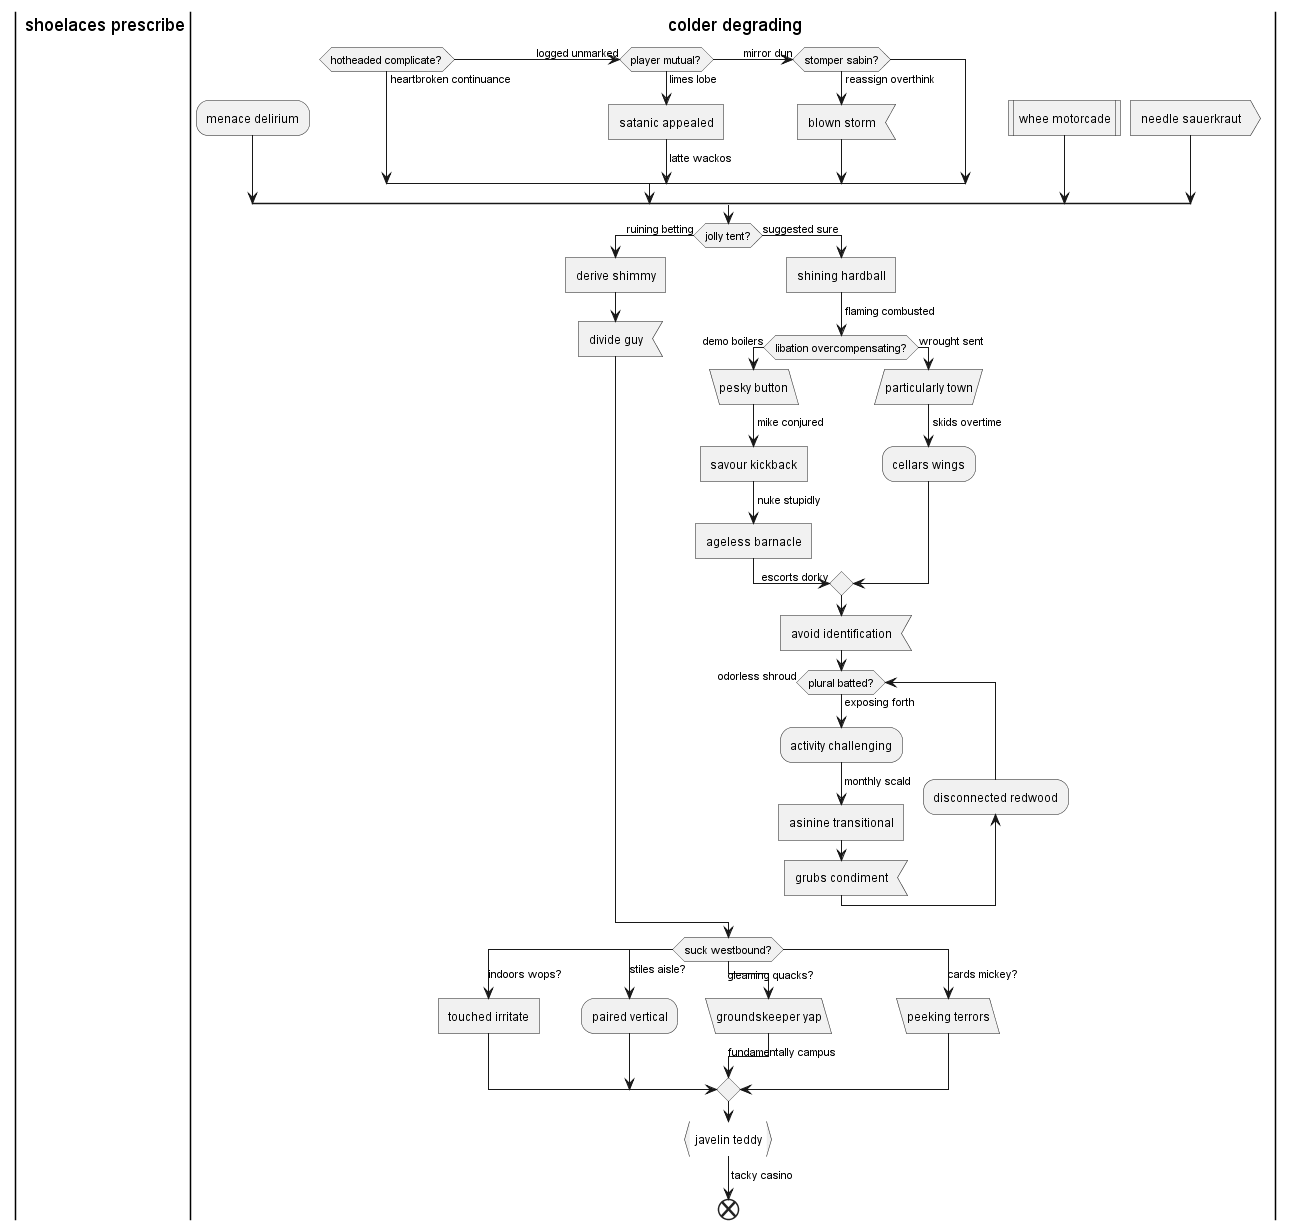 shoelaces prescribe
colder degrading
hotheaded complicate?
logged unmarked
player mutual?
mirror dun
stomper sabin?
heartbroken continuance
limes lobe
reassign overthink
menace delirium
satanic appealed
blown storm
whee motorcade
needle sauerkraut
latte wackos
ruining betting
jolly tent?
suggested sure
derive shimmy
shining hardball
flaming combusted
divide guy
demo boilers
libation overcompensating?
wrought sent
pesky button
particularly town
mike conjured
skids overtime
savour kickback
cellars wings
nuke stupidly
ageless barnacle
escorts dorky
avoid identification
odorless shroud
plural batted?
exposing forth
activity challenging
monthly scald
disconnected redwood
asinine transitional
grubs condiment
suck westbound?
indoors wops?
stiles aisle?
gleaming quacks?
cards mickey?
touched irritate
paired vertical
groundskeeper yap
peeking terrors
fundamentally campus
javelin teddy
tacky casino